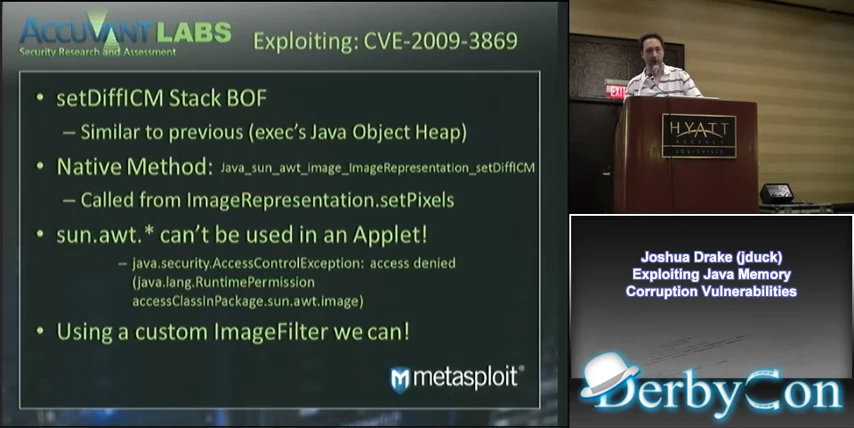 ACCUVANT LABS
Security Research and Assessment
Exploiting: CVE-2009-3869
• setDiffICM Stack BOF
– Similar to previous (exec's Java Object Heap)
• Native Method: Java_sun_awt_image_ImageRepresentation_setDiffICM
– Called from ImageRepresentation.setPixels
• sun.awt.* can't be used in an Applet!
– java.security.AccessControlException: access denied
(java.lang.RuntimePermission
accessClassInPackage.sun.awt.image)
• Using a custom ImageFilter we can!
metasploit®
EXIT
HYATT
REGENCY
LOUISVILLE
Joshua Drake (jduck)
Exploiting Java Memory
Corruption Vulnerabilities
DerbyCon